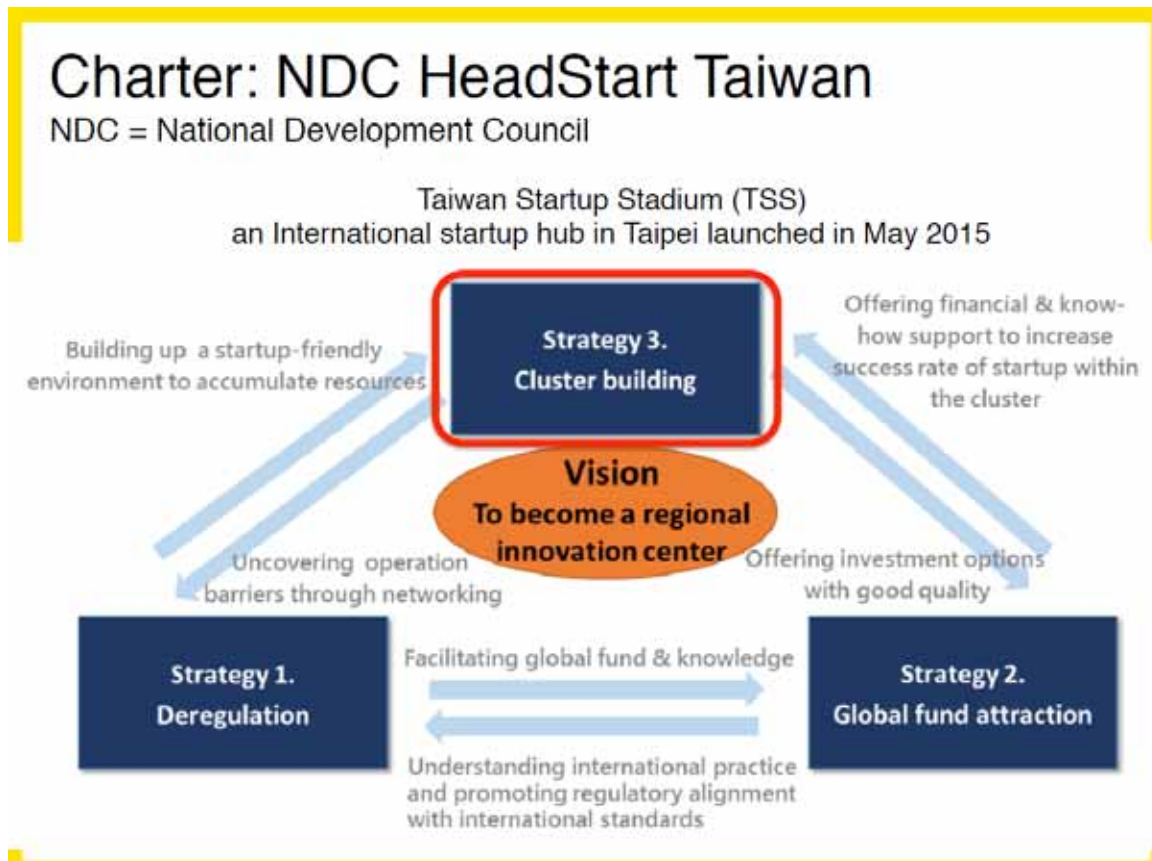 Charter: NDC HeadStart Taiwan
NDC = National Development Council
Taiwan Startup Stadium (TSS)
an International startup hub in Taipei launched in May 2015
Building up a startup-friendly
environment to accumulate resources
Strategy 3.
Cluster building
Offering financial & know-
how support to increase
success rate of startup within
the cluster
Vision
To become a regional
innovation center
Uncovering operation
barriers through networking
Offering investment options
with good quality
Strategy 1.
Deregulation
Facilitating global fund & knowledge
Understanding international practice
and promoting regulatory alignment
with international standards
Strategy 2.
Global fund attraction